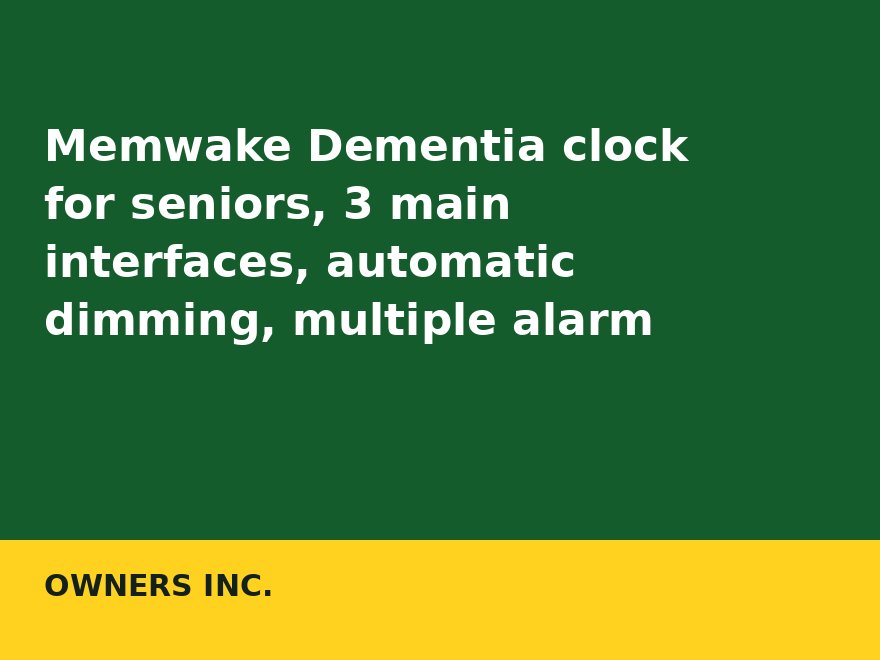 Memwake Dementia clock
for seniors, 3 main
interfaces, automatic
dimming, multiple alarm
OWNERS INC.